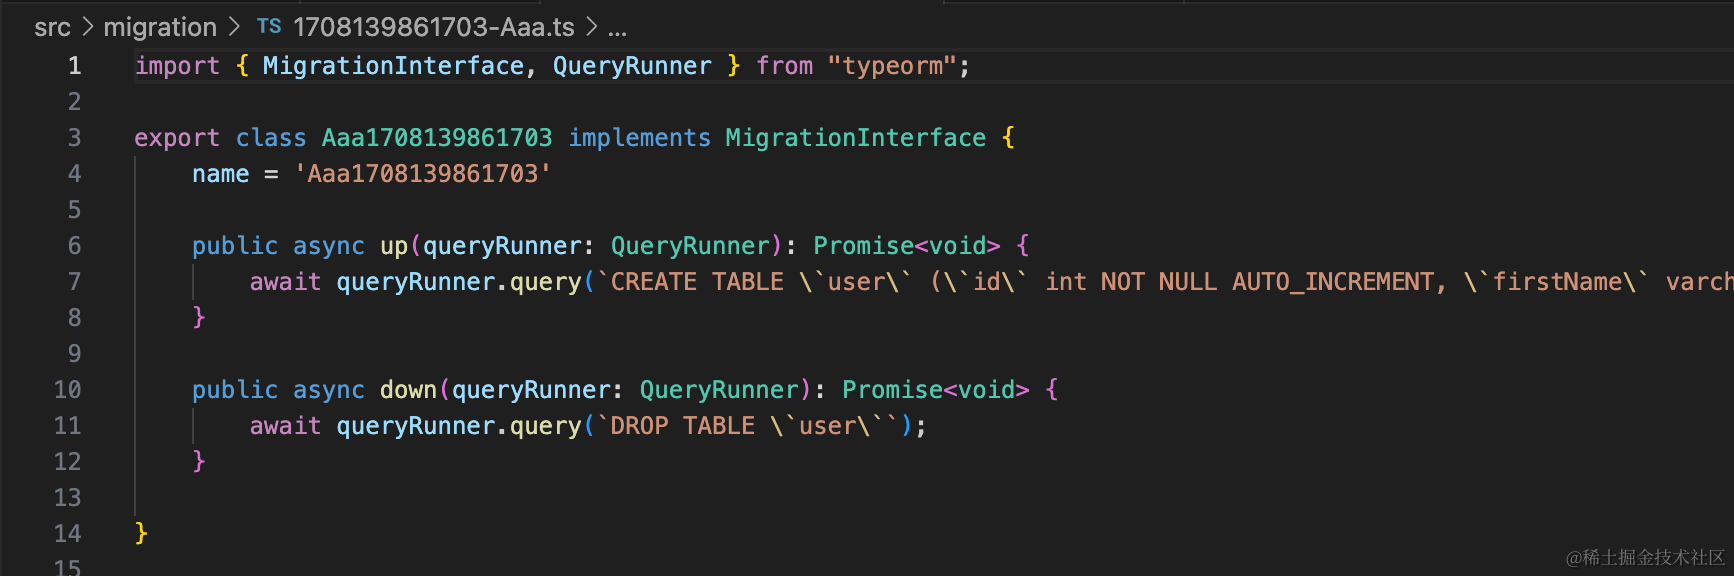 src > migration > TS 1708139861703-Aaa.ts > ...
1 import { MigrationInterface, QueryRunner } from "typeorm";
2
3 export class Aaa1708139861703 implements MigrationInterface {
4     name = 'Aaa1708139861703'
5
6     public async up(queryRunner: QueryRunner): Promise<void> {
7         await queryRunner.query(`CREATE TABLE \`user\` (\`id\` int NOT NULL AUTO_INCREMENT, \`firstName\` varch
8     }
9
10     public async down(queryRunner: QueryRunner): Promise<void> {
11         await queryRunner.query(`DROP TABLE \`user\``);
12     }
13
14 }
15
@稀土掘金技术社区